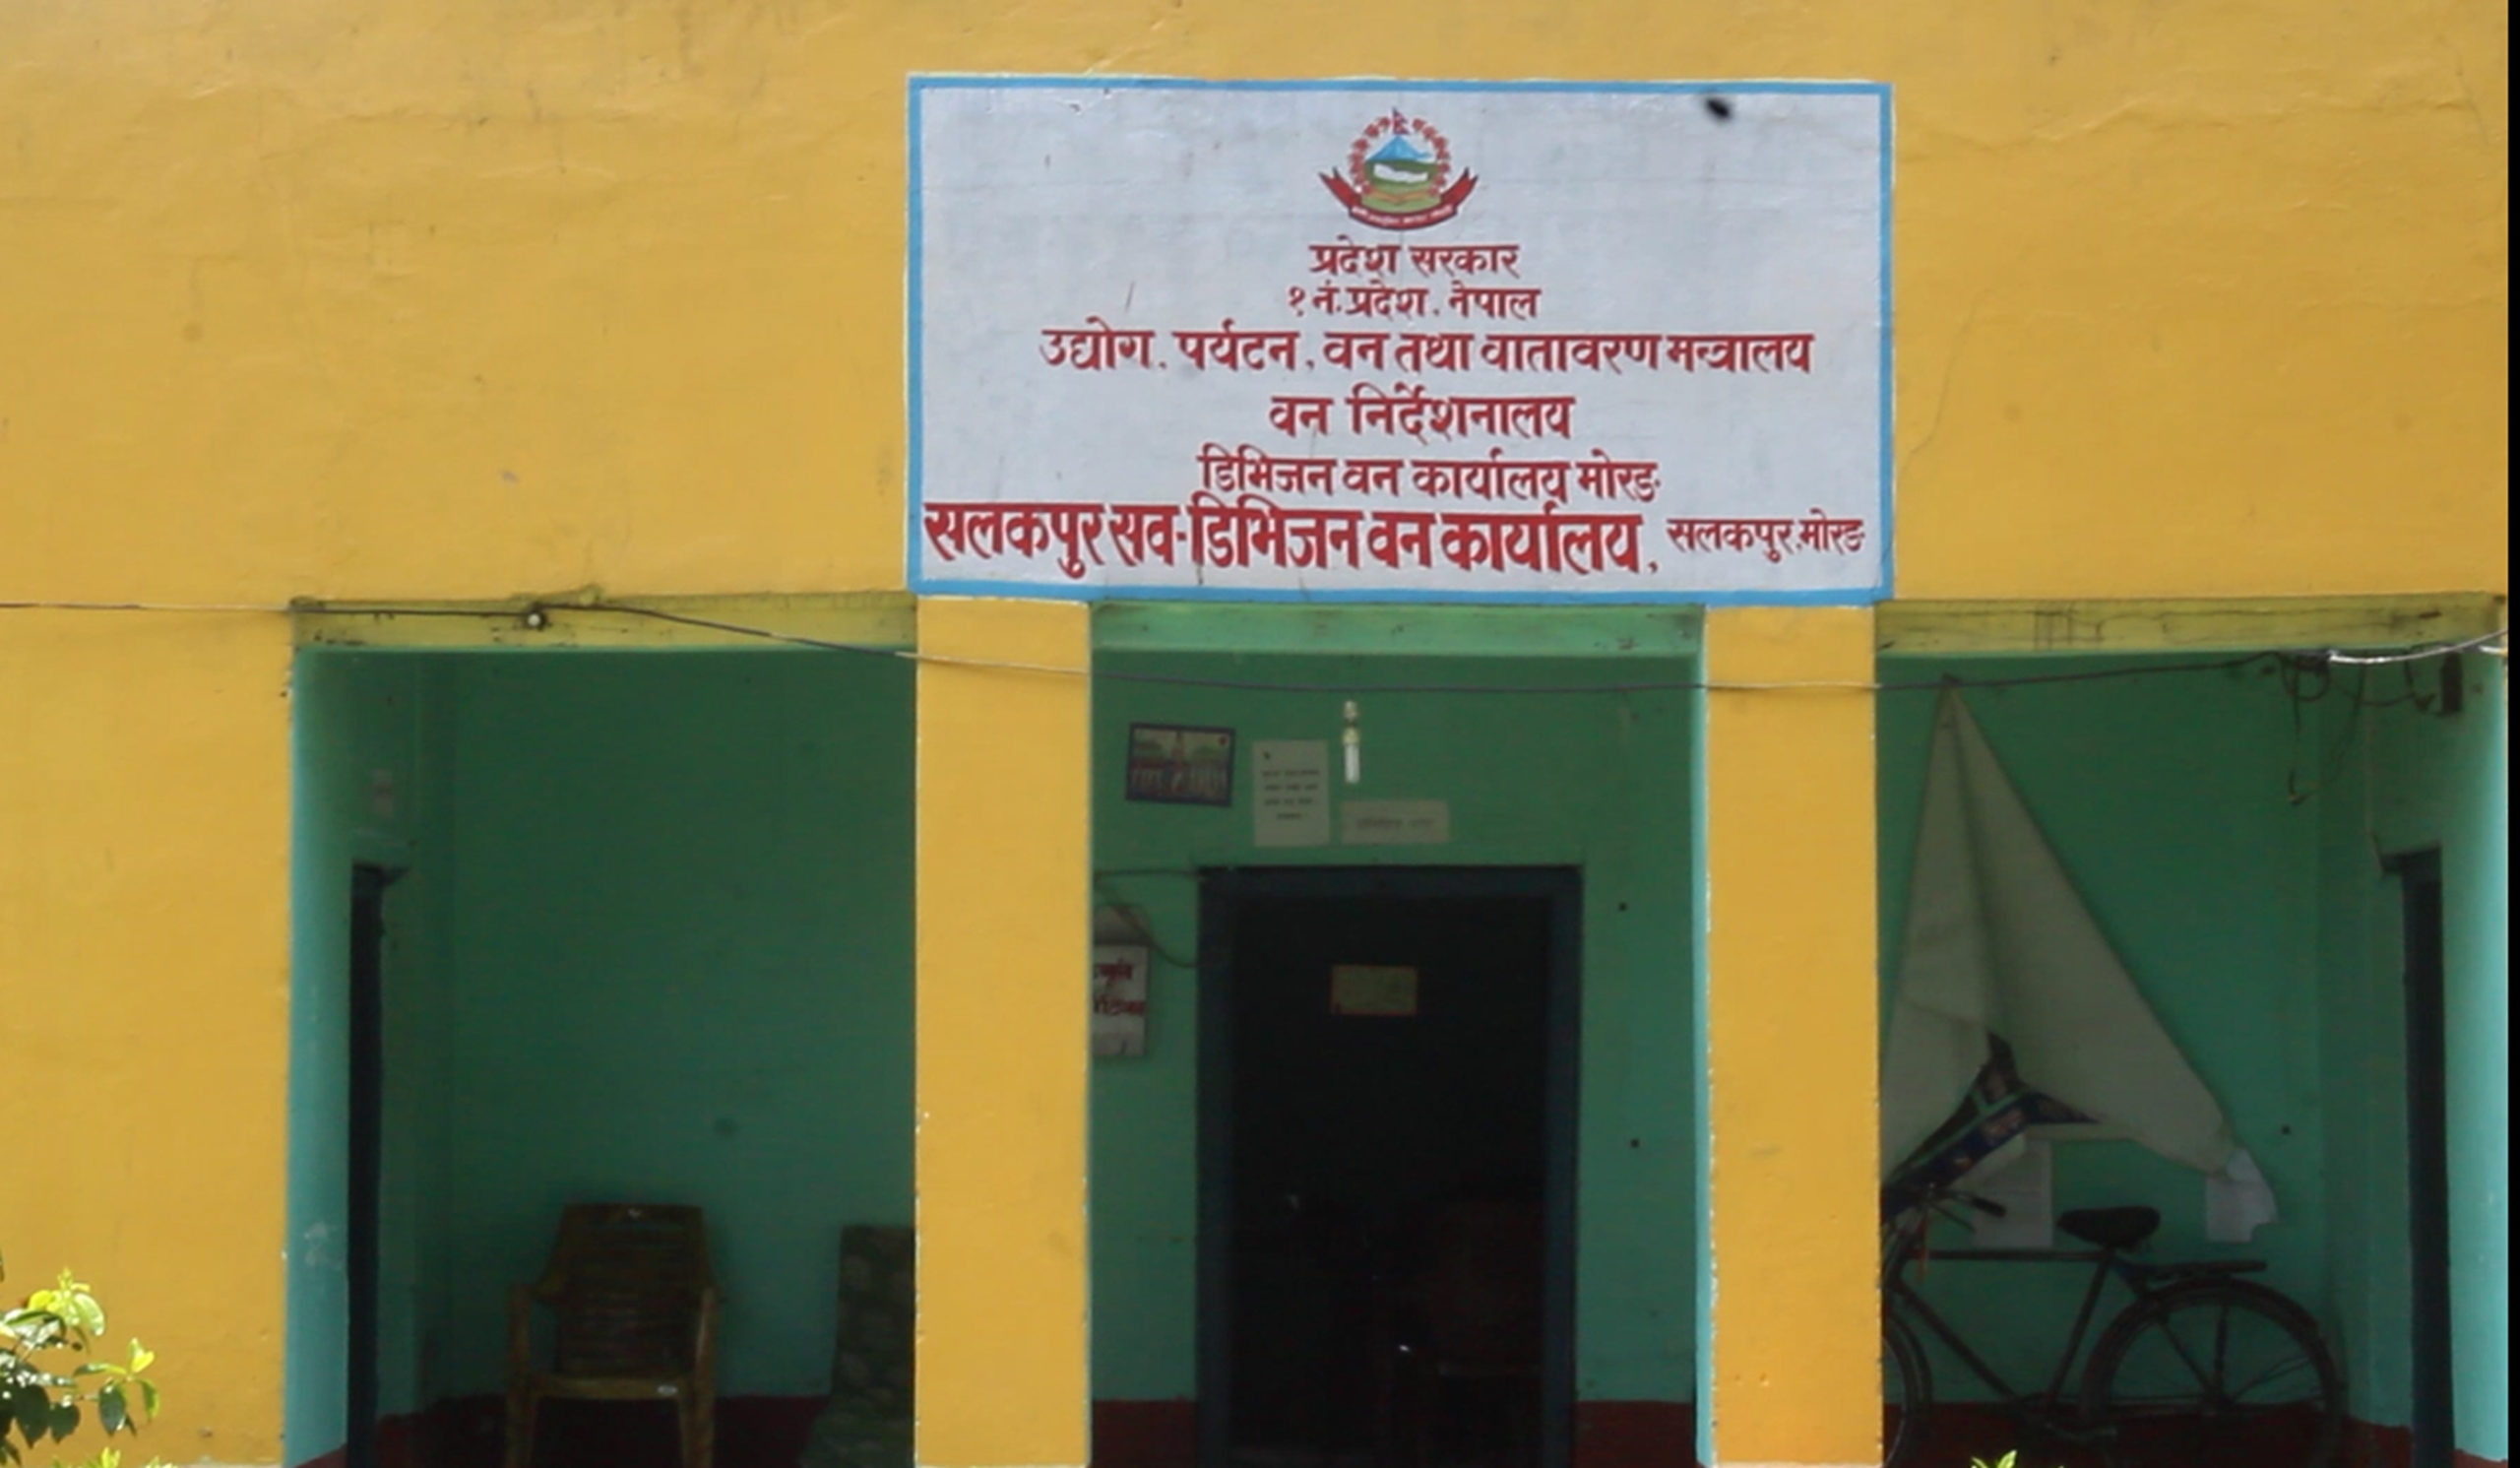 प्रदेश सरकार
१ नं. प्रदेश, नेपाल
उद्योग, पर्यटन, वन तथा वातावरण मन्त्रालय
वन निर्देशनालय
डिभिजन वन कार्यालय मोरङ
सलकपुर सव-डिभिजन वन कार्यालय, सलकपुर, मोरङ